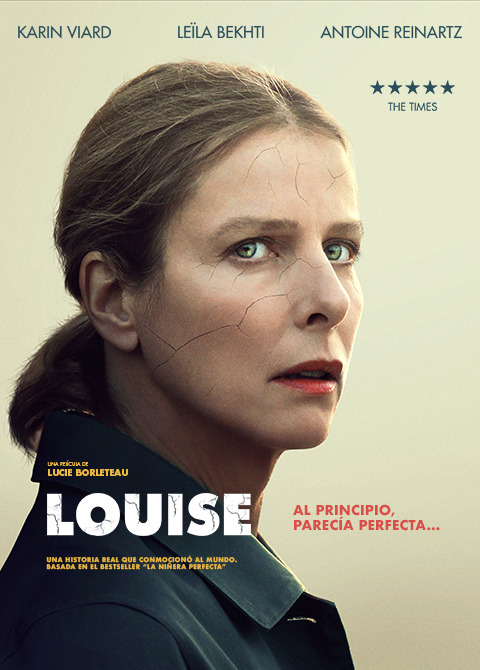 KARIN VIARD
LEÏLA BEKHTI
ANTOINE REINARTZ
★★★★★
THE TIMES
UNA PELÍCULA DE
LUCIE BORLETEAU
LOUISE
AL PRINCIPIO,
PARECÍA PERFECTA...
UNA HISTORIA REAL QUE CONMOCIONÓ AL MUNDO.
BASADA EN EL BESTSELLER “LA NIÑERA PERFECTA”